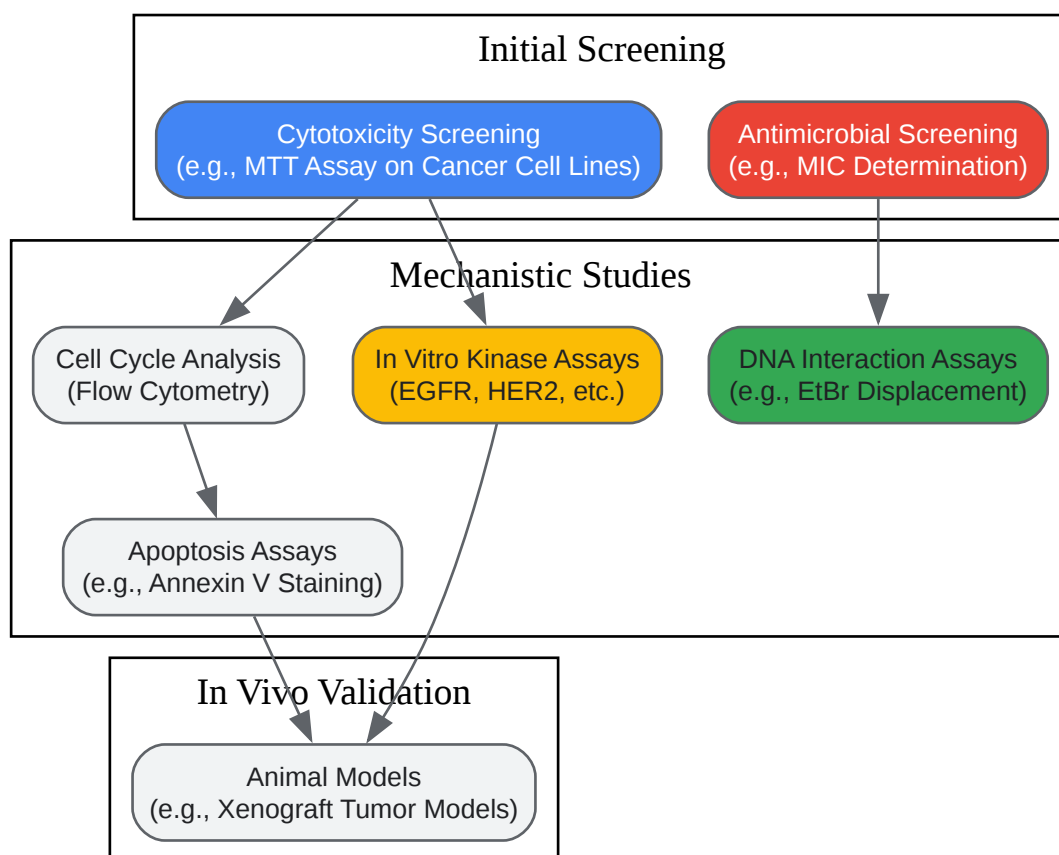 Initial Screening
Cytotoxicity Screening
(e.g., MTT Assay on Cancer Cell Lines)
Antimicrobial Screening
(e.g., MIC Determination)
Mechanistic Studies
Cell Cycle Analysis
(Flow Cytometry)
In Vitro Kinase Assays
(EGFR, HER2, etc.)
DNA Interaction Assays
(e.g., EtBr Displacement)
Apoptosis Assays
(e.g., Annexin V Staining)
In Vivo Validation
Animal Models
(e.g., Xenograft Tumor Models)